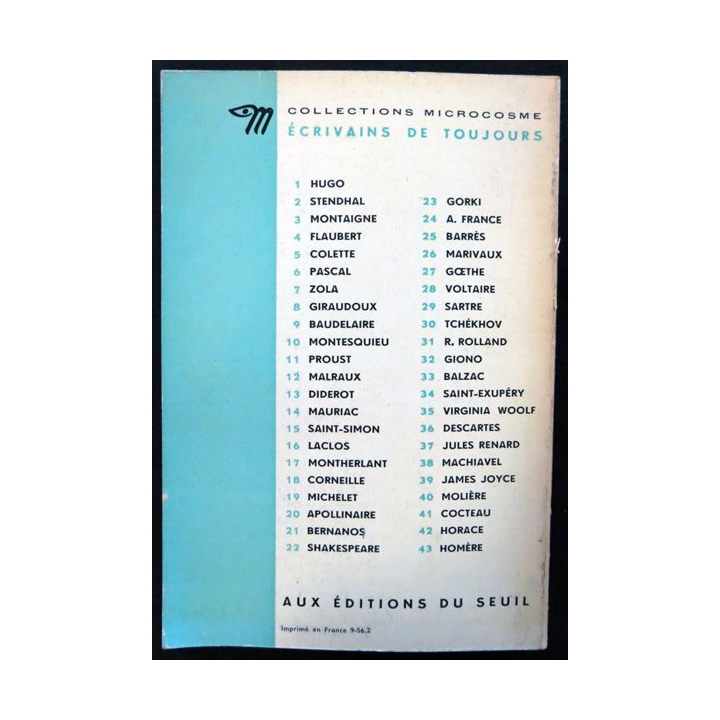 COLLECTIONS MICROCOSME
ÉCRIVAINS DE TOUJOURS
1 HUGO
2 STENDHAL
3 MONTAIGNE
4 FLAUBERT
5 COLETTE
6 PASCAL
7 ZOLA
8 GIRAUDOUX
9 BAUDELAIRE
10 MONTESQUIEU
11 PROUST
12 MALRAUX
13 DIDEROT
14 MAURIAC
15 SAINT-SIMON
16 LACLOS
17 MONTHERLANT
18 CORNEILLE
19 MICHELET
20 APOLLINAIRE
21 BERNANOS
22 SHAKESPEARE
23 GORKI
24 A. FRANCE
25 BARRÈS
26 MARIVAUX
27 GŒTHE
28 VOLTAIRE
29 SARTRE
30 TCHÉKHOV
31 R. ROLLAND
32 GIONO
33 BALZAC
34 SAINT-EXUPÉRY
35 VIRGINIA WOOLF
36 DESCARTES
37 JULES RENARD
38 MACHIAVEL
39 JAMES JOYCE
40 MOLIÈRE
41 COCTEAU
42 HORACE
43 HOMÈRE
AUX ÉDITIONS DU SEUIL
Imprimé en France 9-56.2